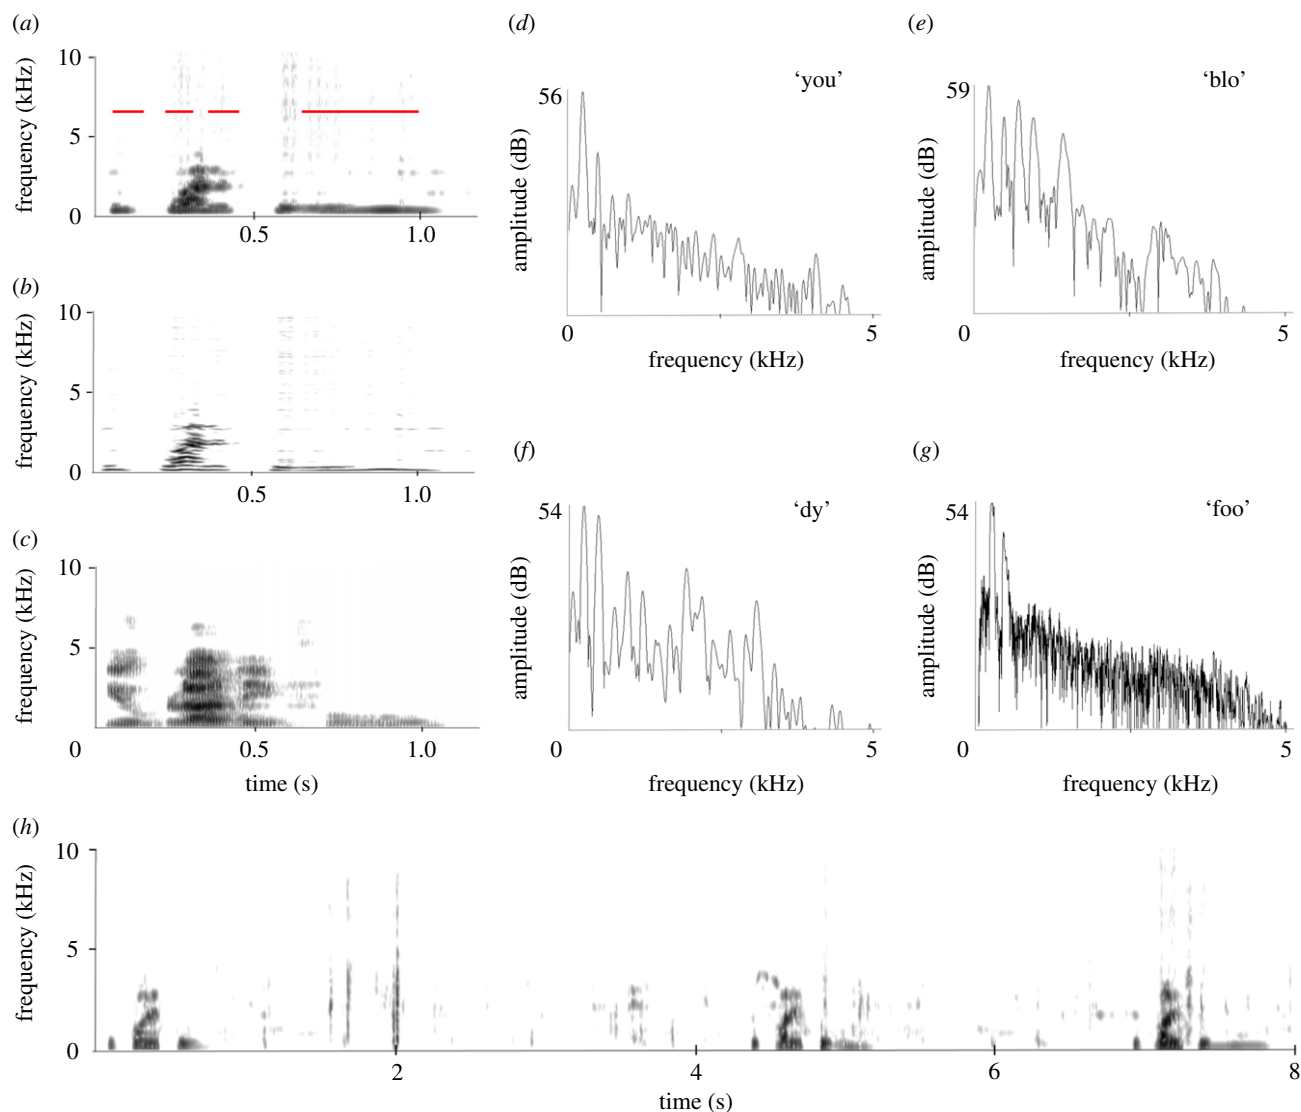 (a)
10
5
0
frequency (kHz)
0.5
1.0
(b)
10
5
0
frequency (kHz)
0.5
1.0
(c)
10
5
0
frequency (kHz)
0.5
1.0
time (s)
(d)
‘you’
56
amplitude (dB)
0
5
frequency (kHz)
(e)
‘blo’
59
amplitude (dB)
0
5
frequency (kHz)
(f)
‘dy’
54
amplitude (dB)
0
5
frequency (kHz)
(g)
‘foo’
54
amplitude (dB)
0
5
frequency (kHz)
(h)
10
5
0
frequency (kHz)
2
4
6
8
time (s)